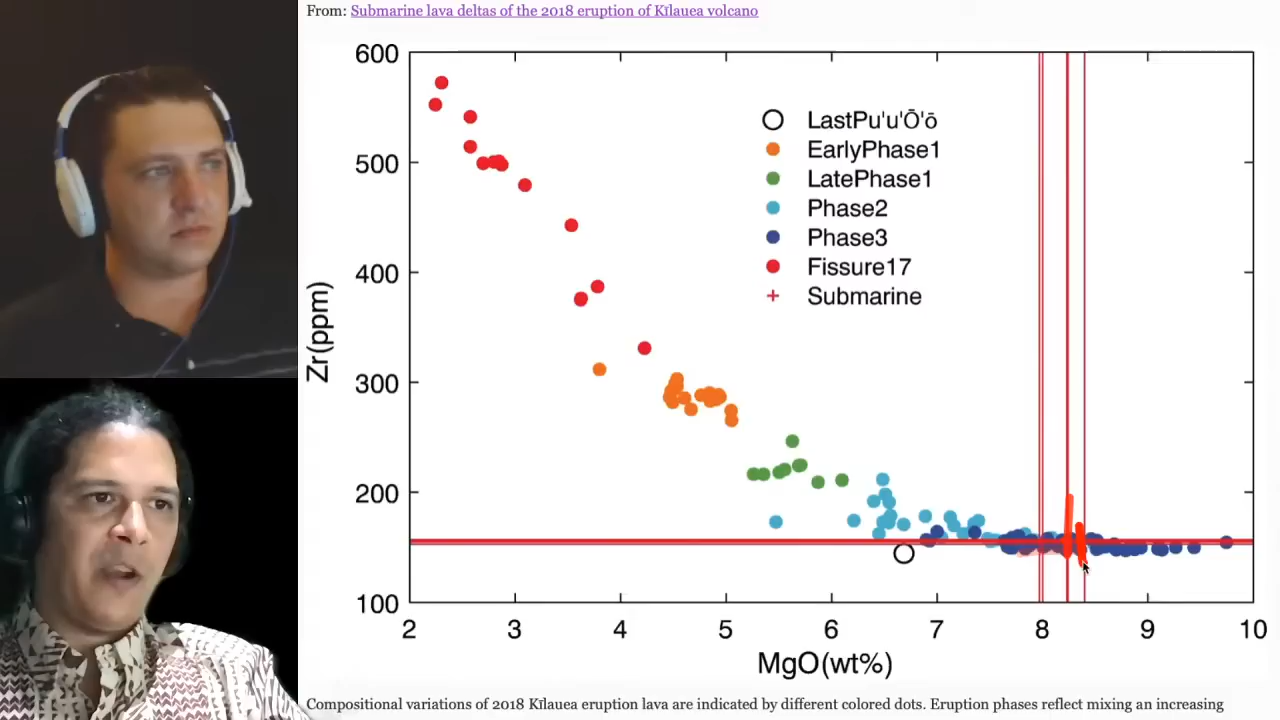 From: Submarine lava deltas of the 2018 eruption of Kīlauea volcano
600
500
400
300
200
100
Zr(ppm)
LastPu'u'Ō'ō
EarlyPhase1
LatePhase1
Phase2
Phase3
Fissure17
Submarine
2 3 4 5 6 7 8 9 10
MgO(wt%)
Compositional variations of 2018 Kīlauea eruption lava are indicated by different colored dots. Eruption phases reflect mixing an increasing